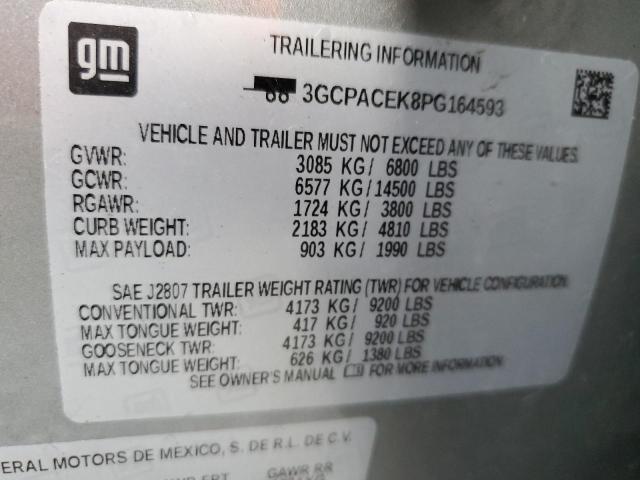 gm
TRAILERING INFORMATION
3GCPACEK8PG164593
VEHICLE AND TRAILER MUST NOT EXCEED ANY OF THESE VALUES.
GVWR: 3085 KG/ 6800 LBS
GCWR: 6577 KG/14500 LBS
RGAWR: 1724 KG/ 3800 LBS
CURB WEIGHT: 2183 KG/ 4810 LBS
MAX PAYLOAD: 903 KG/ 1990 LBS
SAE J2807 TRAILER WEIGHT RATING (TWR) FOR VEHICLE CONFIGURATION.
CONVENTIONAL TWR: 4173 KG/ 9200 LBS
MAX TONGUE WEIGHT: 417 KG/ 920 LBS
GOOSENECK TWR: 4173 KG/ 9200 LBS
MAX TONGUE WEIGHT: 626 KG/ 1380 LBS
SEE OWNER'S MANUAL FOR MORE INFORMATION
ERAL MOTORS DE MEXICO, S. DE R.L. DE C.V.
FRT GAWR RR